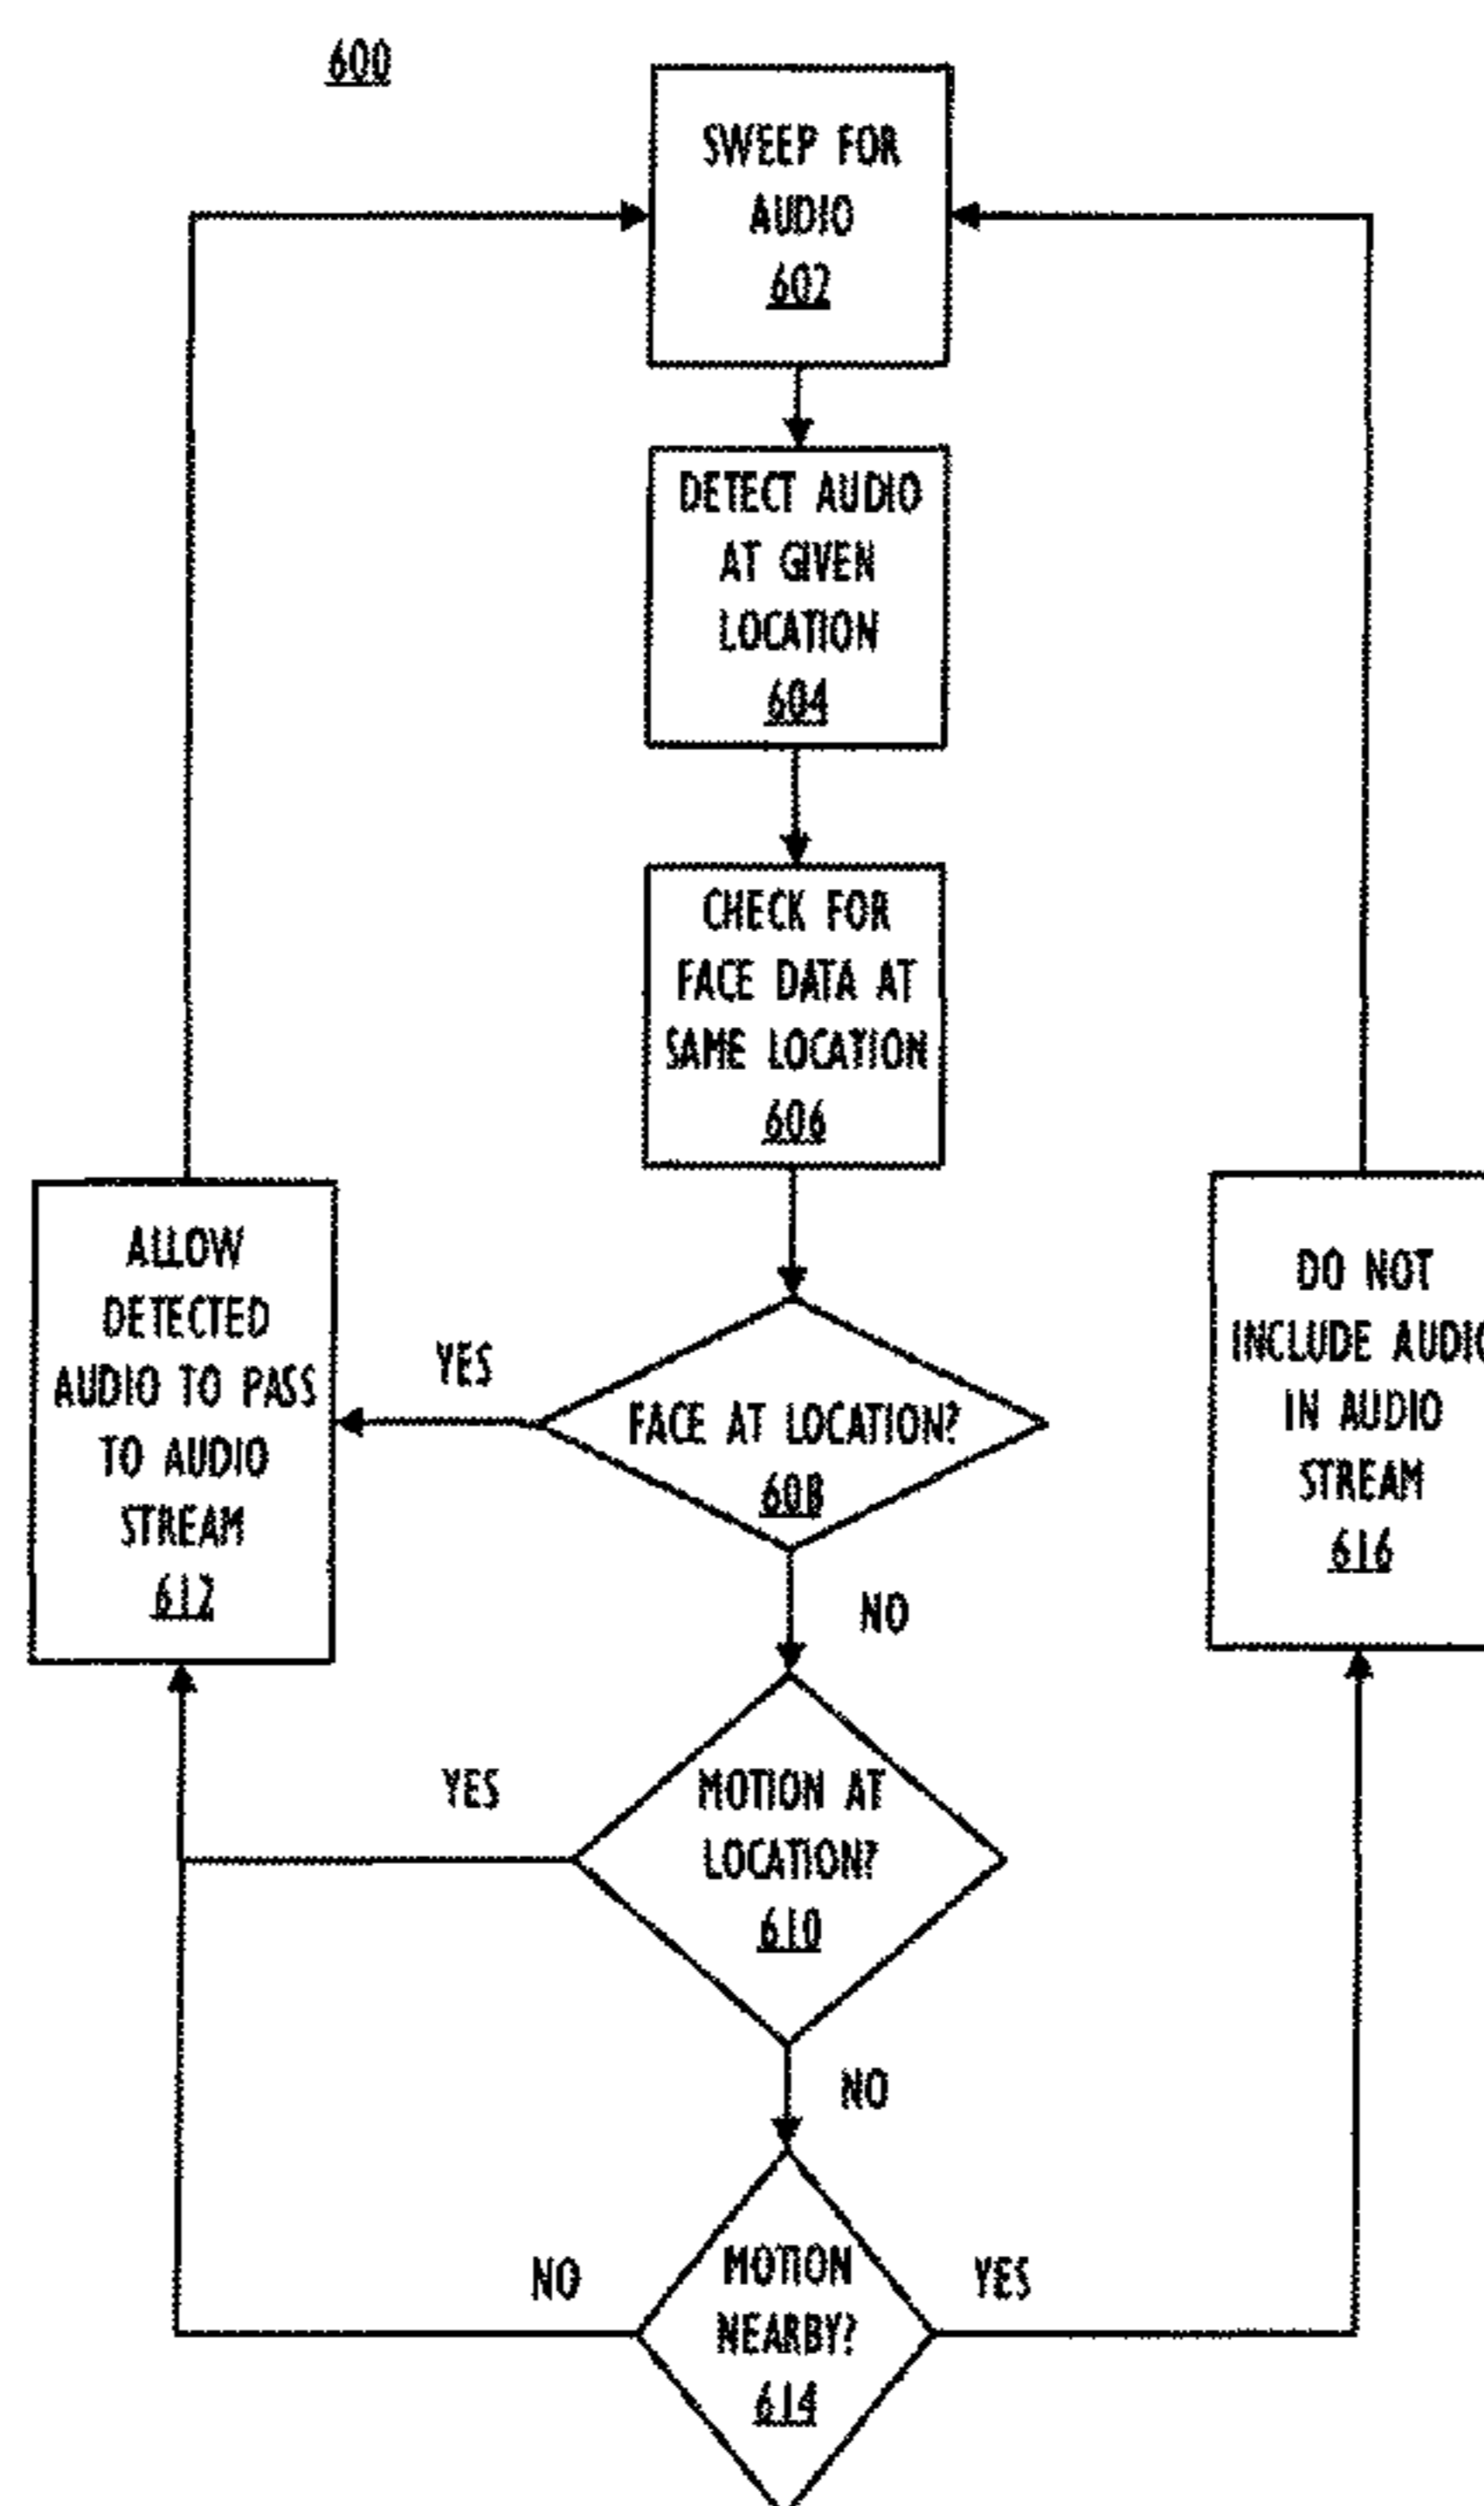 600
SWEEP FOR
AUDIO
602
DETECT AUDIO
AT GIVEN
LOCATION
604
CHECK FOR
FACE DATA AT
SAME LOCATION
606
ALLOW
DETECTED
AUDIO TO PASS
TO AUDIO
STREAM
612
YES
FACE AT LOCATION?
608
DO NOT
INCLUDE AUDIO
IN AUDIO
STREAM
616
NO
YES
MOTION AT
LOCATION?
610
NO
NO
MOTION
NEARBY?
614
YES